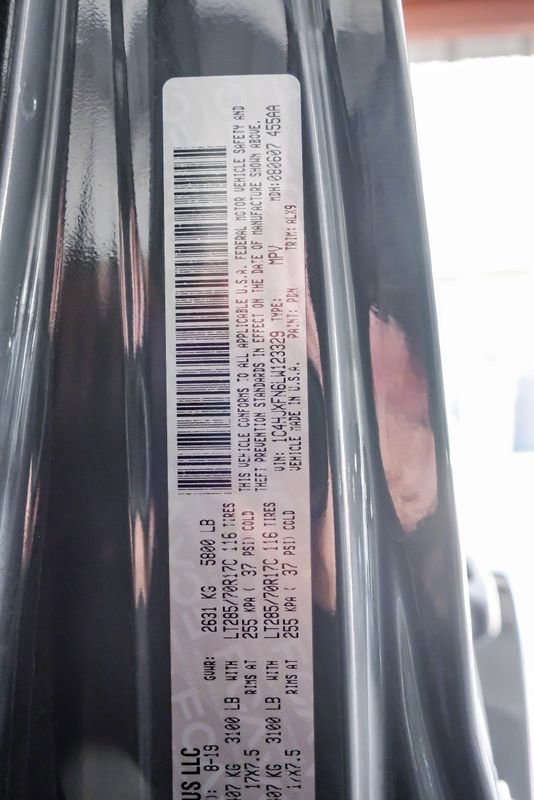 US LLC
): 8-19 GVWR: 2631 KG 5800 LB
407 KG 3100 LB WITH LT285/70R17C 116 TIRES
17X7.5 RIMS AT 255 KPA ( 37 PSI) COLD
407 KG 3100 LB WITH LT285/70R17C 116 TIRES
17X7.5 RIMS AT 255 KPA ( 37 PSI) COLD
THIS VEHICLE CONFORMS TO ALL APPLICABLE U.S.A. FEDERAL MOTOR VEHICLE SAFETY AND
THEFT PREVENTION STANDARDS IN EFFECT ON THE DATE OF MANUFACTURE SHOWN ABOVE.
VIN: 1C4HJXFN6LW123329 TYPE: MPV MDH: 080607 455AA
VEHICLE MADE IN U.S.A. PAINT: PDN TRIM: ALX9